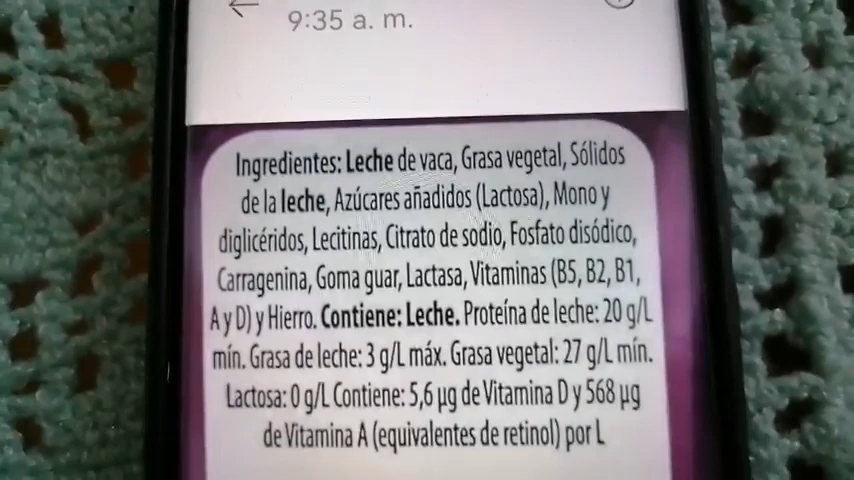 9:35 a. m.
Ingredientes: Leche de vaca, Grasa vegetal, Sólidos
de la leche, Azúcares añadidos (Lactosa), Mono y
diglicéridos, Lecitinas, Citrato de sodio, Fosfato disódico,
Carragenina, Goma guar, Lactasa, Vitaminas (B5, B2, B1,
A y D) y Hierro. Contiene: Leche. Proteína de leche: 20 g/L
mín. Grasa de leche: 3 g/L máx. Grasa vegetal: 27 g/L mín.
Lactosa: 0 g/L Contiene: 5,6 µg de Vitamina D y 568 µg
de Vitamina A (equivalentes de retinol) por L